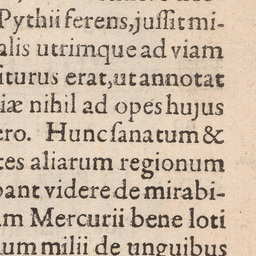 Pythii ferens, juſſit mi-
alis utrimque ad viam
iturus erat, ut annotat
iæ nihil ad opes hujus
ero. Hunc ſanatum &
tes aliarum regionum
bant videre de mirabi-
am Mercurii bene loti
um milii de unguibus